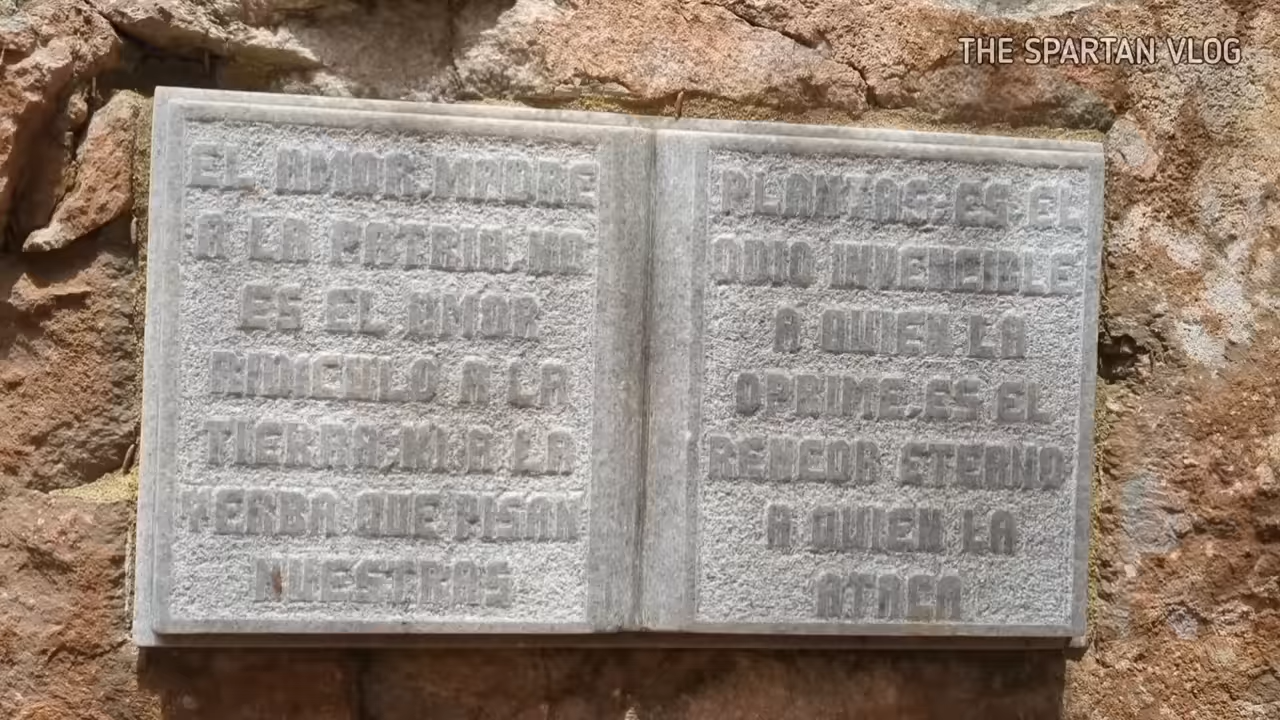 THE SPARTAN VLOG
EL AMOR, MADRE
A LA PATRIA, NO
ES EL AMOR
RIDICULO A LA
TIERRA, NI A LA
YERBA QUE PISAN
NUESTRAS
PLANTAS; ES EL
ODIO INVENCIBLE
A QUIEN LA
OPRIME, ES EL
RENCOR ETERNO
A QUIEN LA
ATACA